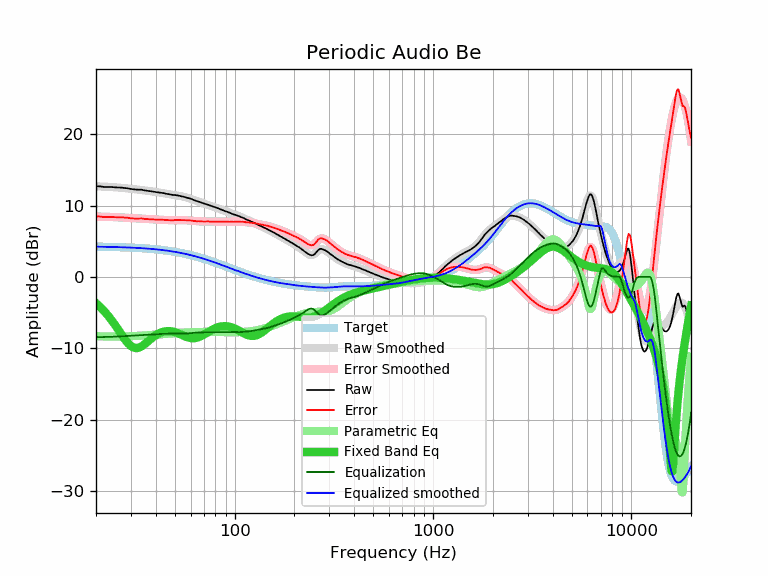 Periodic Audio Be
Amplitude (dBr)
20
10
0
−10
−20
−30
Target
Raw Smoothed
Error Smoothed
Raw
Error
Parametric Eq
Fixed Band Eq
Equalization
Equalized smoothed
100
1000
10000
Frequency (Hz)